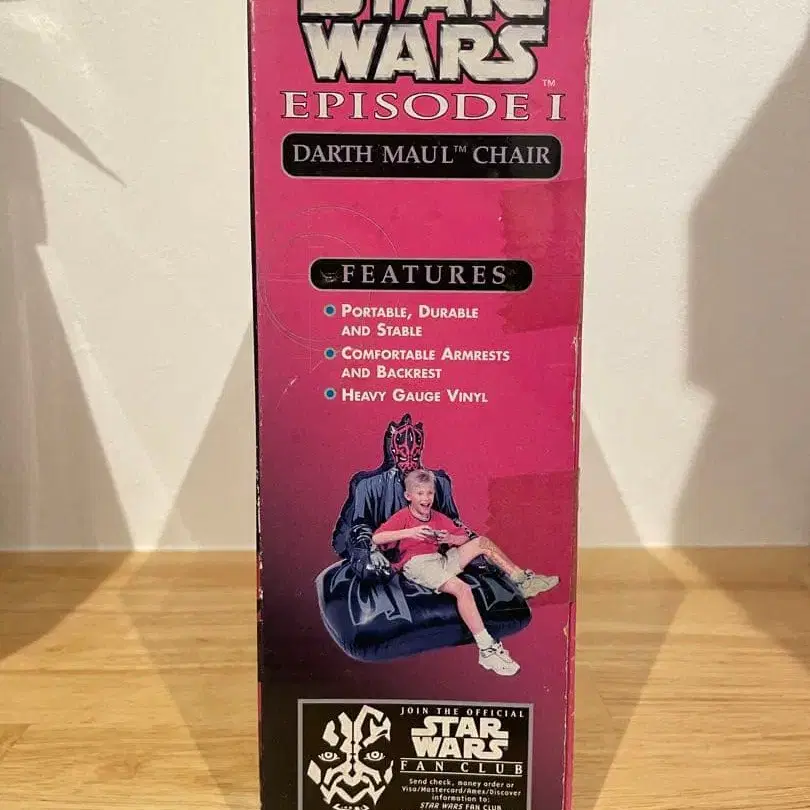 STAR
WARS™
EPISODE I
DARTH MAUL™ CHAIR
FEATURES
PORTABLE, DURABLE
AND STABLE
COMFORTABLE ARMRESTS
AND BACKREST
HEAVY GAUGE VINYL
JOIN THE OFFICIAL
STAR
WARS
FAN CLUB
Send check, money order or
Visa/Mastercard/Amex/Discover
information to:
STAR WARS FAN CLUB